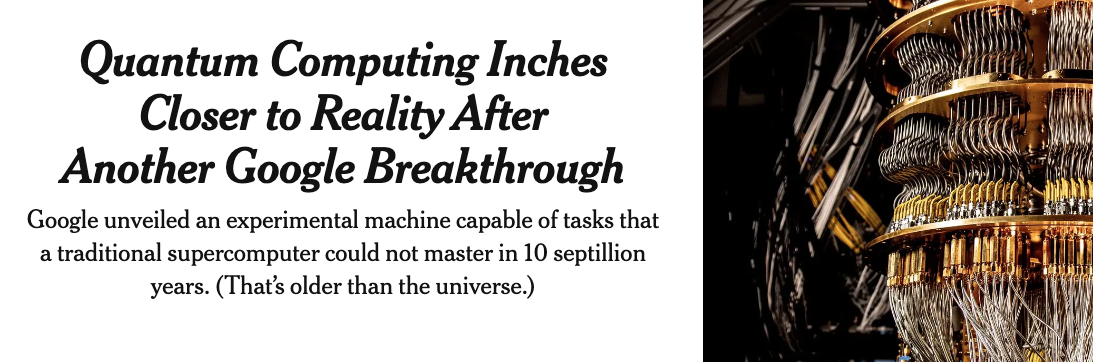 Quantum Computing Inches
Closer to Reality After
Another Google Breakthrough
Google unveiled an experimental machine capable of tasks that
a traditional supercomputer could not master in 10 septillion
years. (That’s older than the universe.)